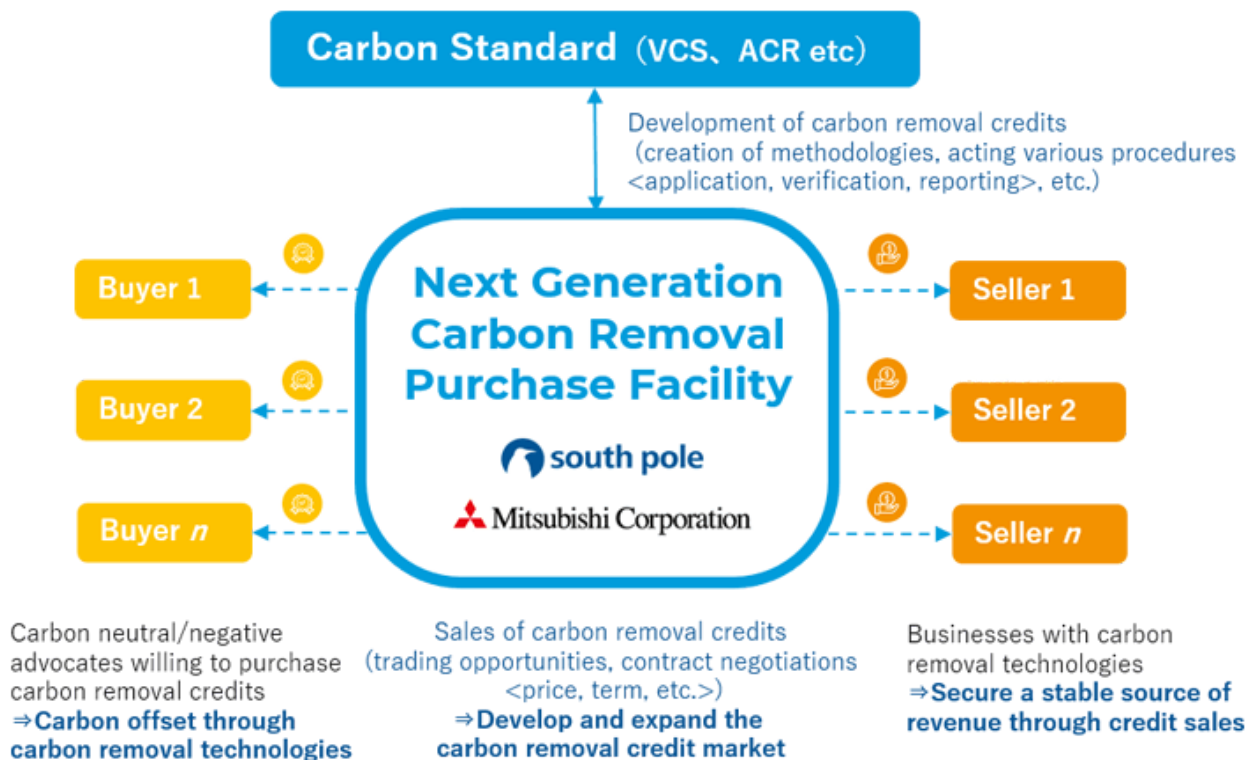 Carbon Standard（VCS、ACR etc）
Development of carbon removal credits
（creation of methodologies, acting various procedures
<application, verification, reporting>, etc.）
Next Generation
Carbon Removal
Purchase Facility
south pole
Mitsubishi Corporation
Buyer 1
Buyer 2
Buyer n
Seller 1
Seller 2
Seller n
Carbon neutral/negative
advocates willing to purchase
carbon removal credits
⇒Carbon offset through
carbon removal technologies
Sales of carbon removal credits
（trading opportunities, contract negotiations
<price, term, etc.>）
⇒Develop and expand the
carbon removal credit market
Businesses with carbon
removal technologies
⇒Secure a stable source of
revenue through credit sales